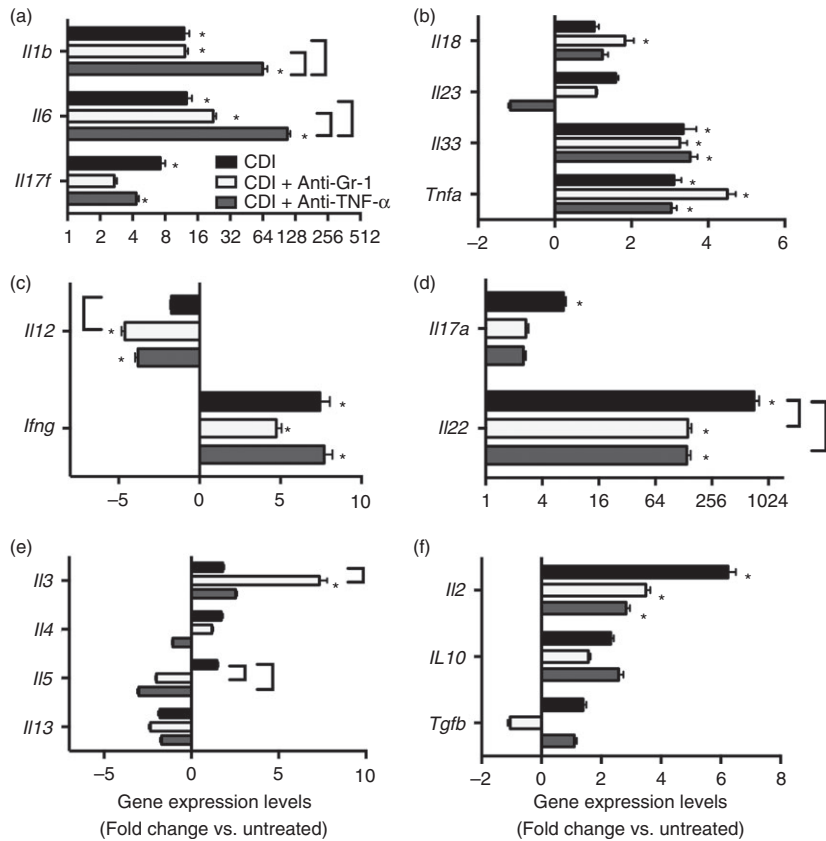 (a)
Il1b
*
*
*
Il6
*
*
*
Il17f
*
*
CDI
CDI + Anti-Gr-1
CDI + Anti-TNF-α
1 2 4 8 16 32 64 128 256 512
(b)
Il18
*
Il23
Il33
*
*
*
Tnfa
*
*
*
−2 0 2 4 6
(c)
Il12
*
*
Ifng
*
*
*
−5 0 5 10
(d)
Il17a
*
Il22
*
*
*
1 4 16 64 256 1024
(e)
Il3
*
Il4
Il5
Il13
−5 0 5 10
Gene expression levels
(Fold change vs. untreated)
(f)
Il2
*
*
*
IL10
Tgfb
−2 0 2 4 6 8
Gene expression levels
(Fold change vs. untreated)